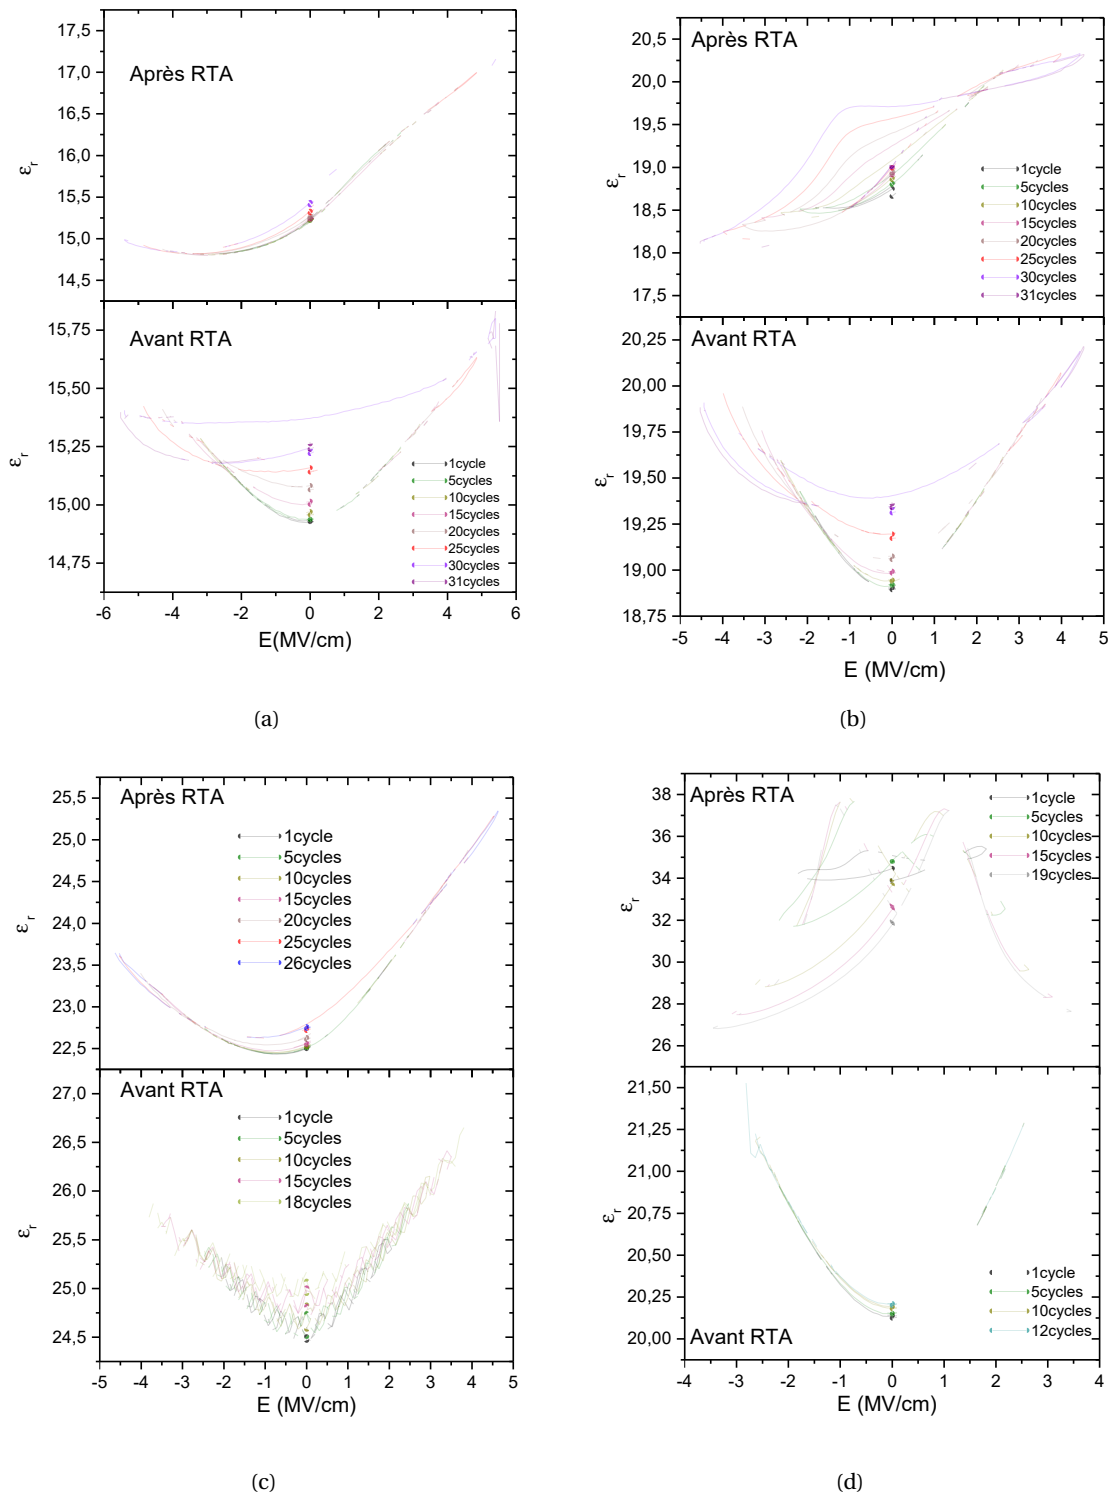 17,5
17,0
16,5
16,0
15,5
15,0
14,5
εr
Après RTA
15,75
15,50
15,25
15,00
14,75
εr
Avant RTA
1cycle
5cycles
10cycles
15cycles
20cycles
25cycles
30cycles
31cycles
-6 -4 -2 0 2 4 6
E(MV/cm)
(a)
20,5
20,0
19,5
19,0
18,5
18,0
17,5
εr
Après RTA
1cycle
5cycles
10cycles
15cycles
20cycles
25cycles
30cycles
31cycles
20,25
20,00
19,75
19,50
19,25
19,00
18,75
εr
Avant RTA
-5 -4 -3 -2 -1 0 1 2 3 4 5
E (MV/cm)
(b)
25,5
25,0
24,5
24,0
23,5
23,0
22,5
εr
Après RTA
1cycle
5cycles
10cycles
15cycles
20cycles
25cycles
26cycles
27,0
26,5
26,0
25,5
25,0
24,5
εr
Avant RTA
1cycle
5cycles
10cycles
15cycles
18cycles
-5 -4 -3 -2 -1 0 1 2 3 4 5
E (MV/cm)
(c)
38
36
34
32
30
28
26
εr
Après RTA
1cycle
5cycles
10cycles
15cycles
19cycles
21,50
21,25
21,00
20,75
20,50
20,25
20,00
εr
1cycle
5cycles
10cycles
12cycles
Avant RTA
-4 -3 -2 -1 0 1 2 3 4
E (MV/cm)
(d)